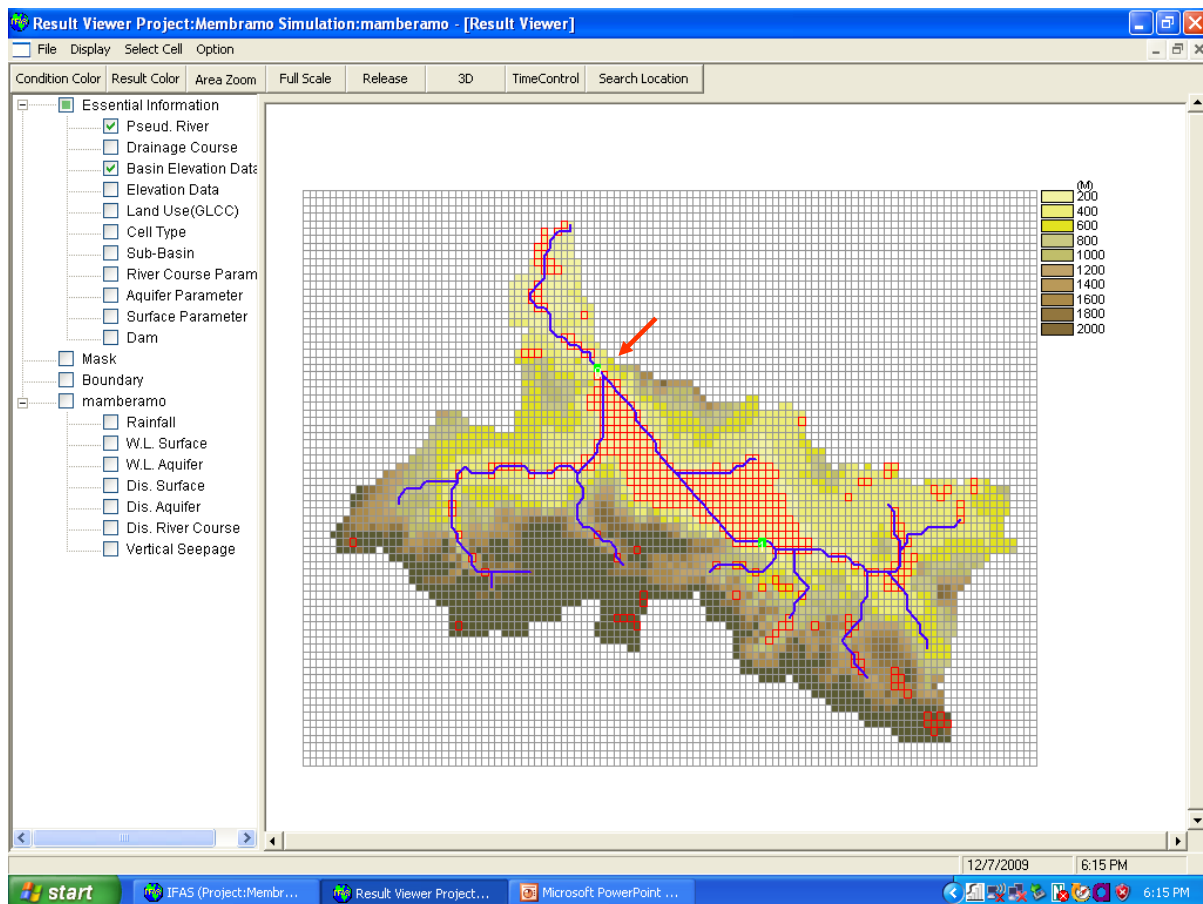 Result Viewer Project:Membramo Simulation:mamberamo - [Result Viewer]
File Display Select Cell Option
Condition Color Result Color Area Zoom Full Scale Release 3D TimeControl Search Location
Essential Information
Pseud. River
Drainage Course
Basin Elevation Data
Elevation Data
Land Use(GLCC)
Cell Type
Sub-Basin
River Course Param
Aquifer Parameter
Surface Parameter
Dam
Mask
Boundary
mamberamo
Rainfall
W.L. Surface
W.L. Aquifer
Dis. Surface
Dis. Aquifer
Dis. River Course
Vertical Seepage
(M)
200
400
600
800
1000
1200
1400
1600
1800
2000
12/7/2009 6:15 PM
start IFAS (Project:Membr... Result Viewer Project... Microsoft PowerPoint ... 6:15 PM